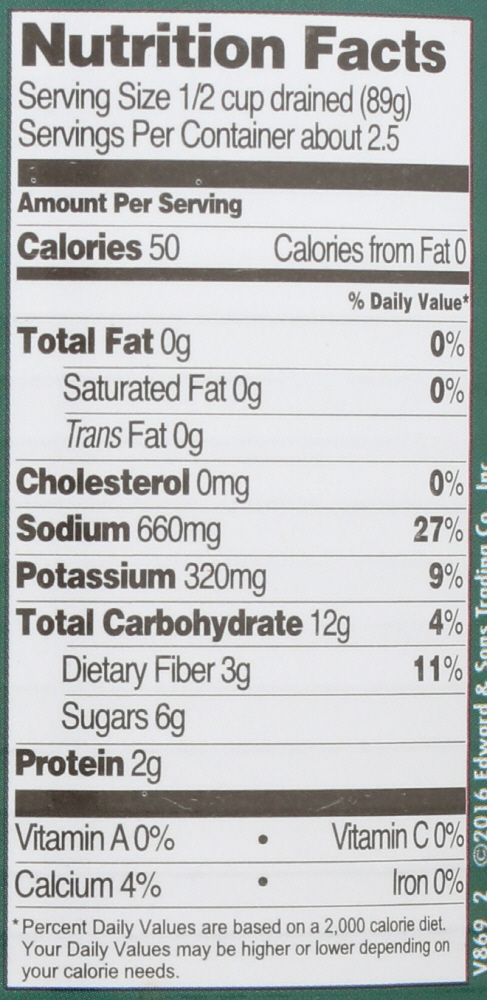 Nutrition Facts
Serving Size 1/2 cup drained (89g)
Servings Per Container about 2.5
Amount Per Serving
Calories 50 Calories from Fat 0
% Daily Value*
Total Fat 0g 0%
Saturated Fat 0g 0%
Trans Fat 0g
Cholesterol 0mg 0%
Sodium 660mg 27%
Potassium 320mg 9%
Total Carbohydrate 12g 4%
Dietary Fiber 3g 11%
Sugars 6g
Protein 2g
Vitamin A 0% • Vitamin C 0%
Calcium 4% • Iron 0%
* Percent Daily Values are based on a 2,000 calorie diet.
Your Daily Values may be higher or lower depending on
your calorie needs.
V869 2 ©2016 Edward & Sons Trading Co., Inc.